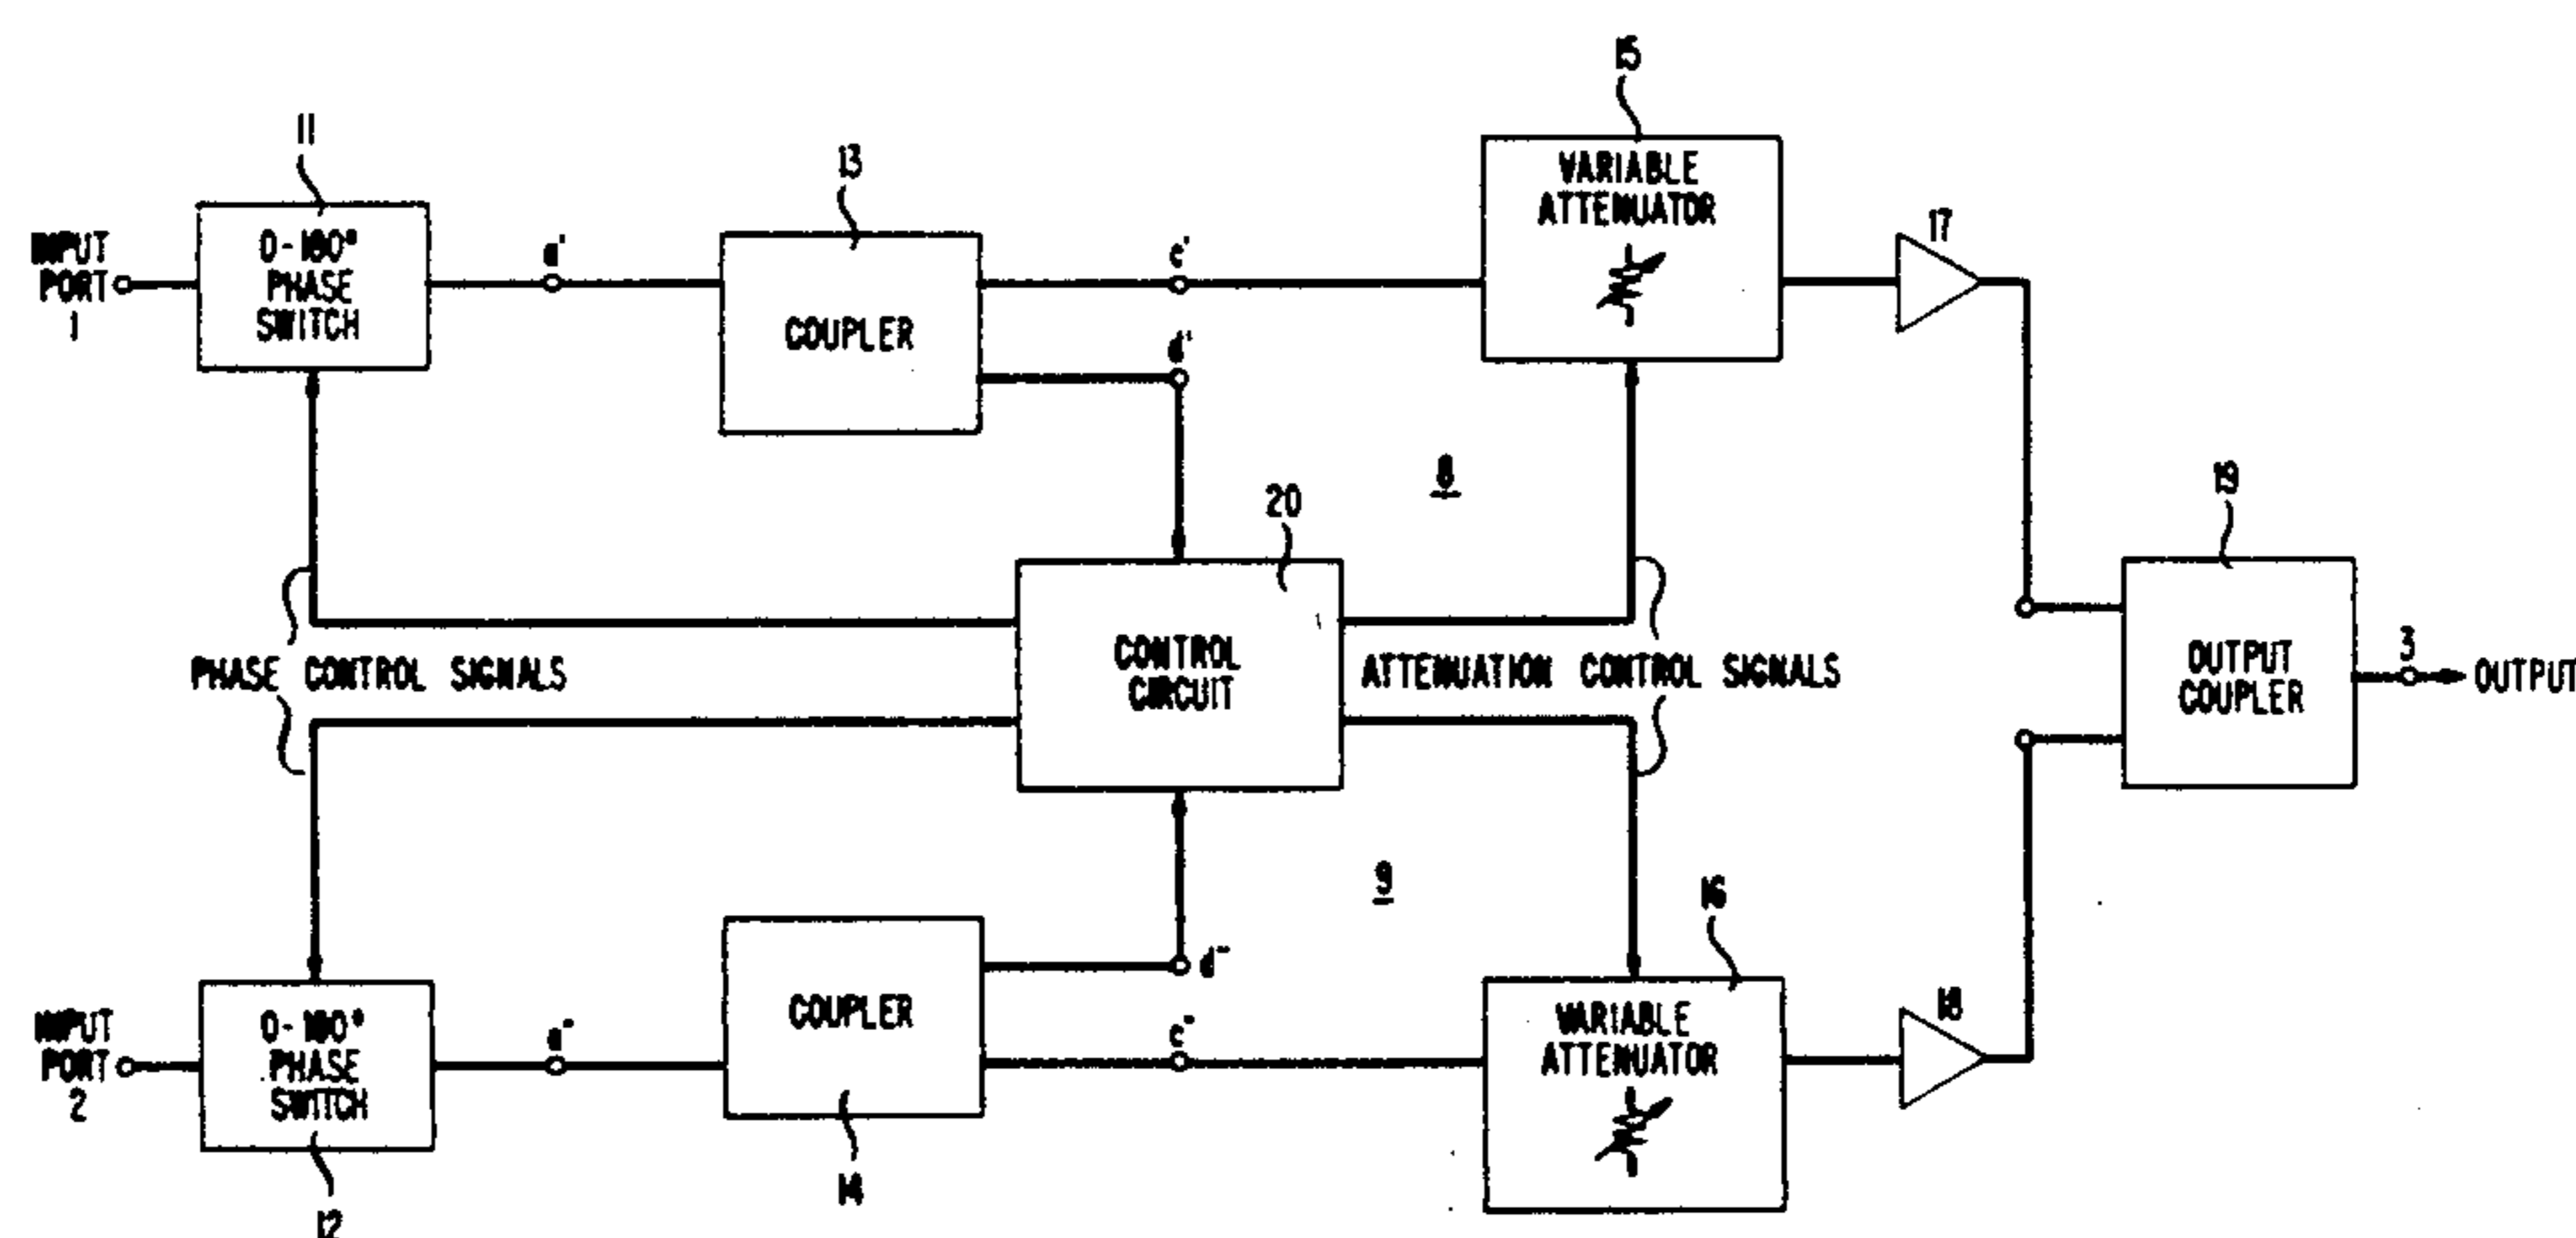 15
11
13
VARIABLE
ATTENUATOR
17
INPUT
PORT
1
0-180°
PHASE
SWITCH
a'
c'
COUPLER
d'
8
20
19
CONTROL
CIRCUIT
PHASE CONTROL SIGNALS
ATTENUATION CONTROL SIGNALS
OUTPUT
COUPLER
3
OUTPUT
9
16
d"
INPUT
PORT
2
0-180°
PHASE
SWITCH
a"
COUPLER
c"
VARIABLE
ATTENUATOR
18
14
12